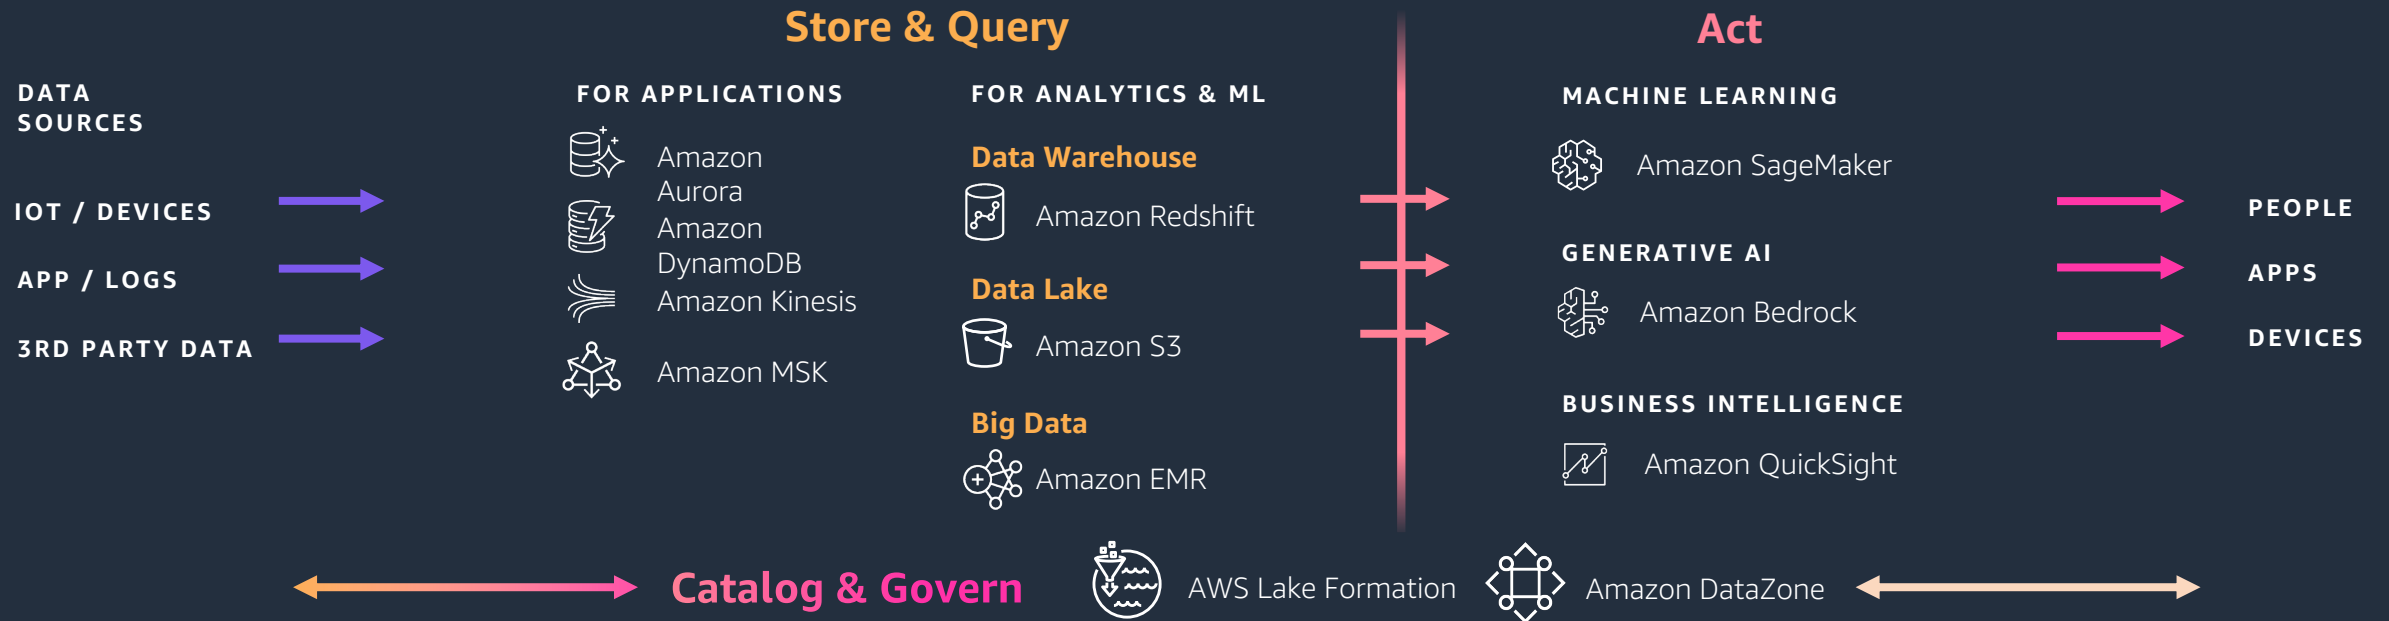 Store & Query
Act
DATA
SOURCES
IOT / DEVICES
APP / LOGS
3RD PARTY DATA
FOR APPLICATIONS
Amazon
Aurora
Amazon
DynamoDB
Amazon Kinesis
Amazon MSK
FOR ANALYTICS & ML
Data Warehouse
Amazon Redshift
Data Lake
Amazon S3
Big Data
Amazon EMR
MACHINE LEARNING
Amazon SageMaker
GENERATIVE AI
Amazon Bedrock
BUSINESS INTELLIGENCE
Amazon QuickSight
PEOPLE
APPS
DEVICES
Catalog & Govern
AWS Lake Formation
Amazon DataZone